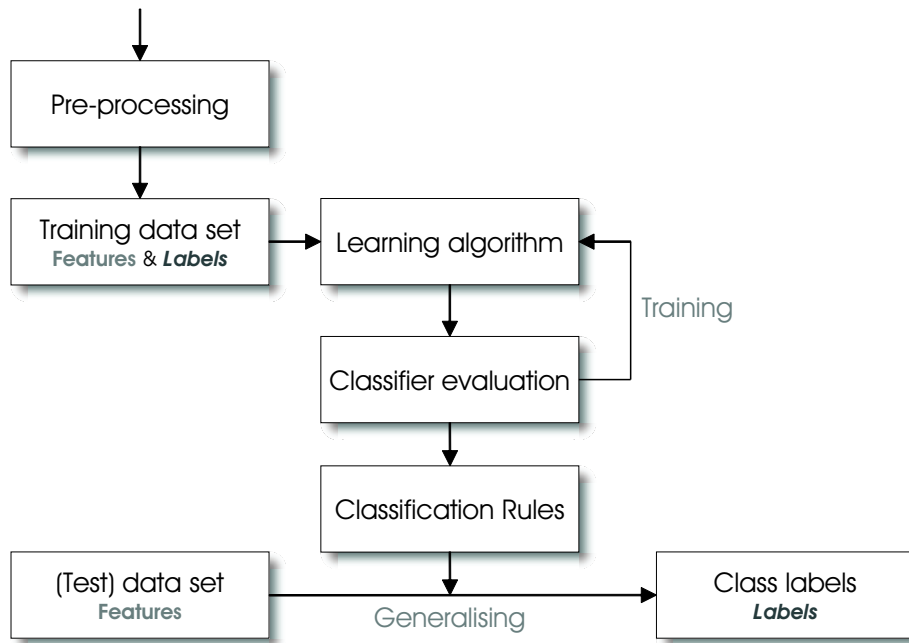 Pre-processing
Training data set
Features & Labels
Learning algorithm
Training
Classifier evaluation
Classification Rules
(Test) data set
Features
Generalising
Class labels
Labels